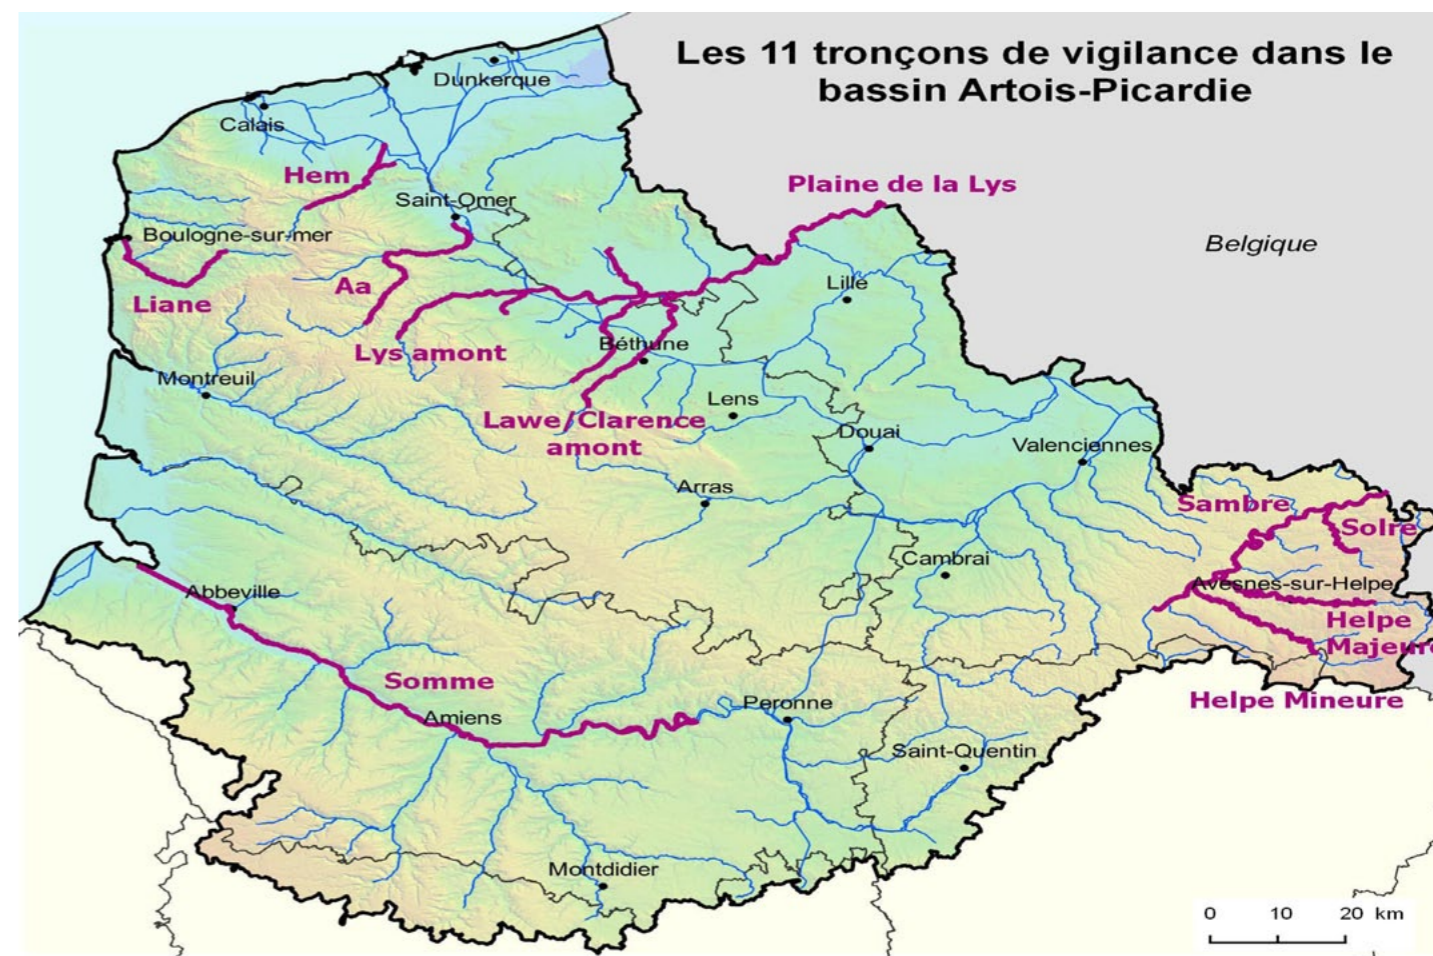 Les 11 tronçons de vigilance dans le
bassin Artois-Picardie
Dunkerque
Calais
Hem
Plaine de la Lys
Saint-Omer
Boulogne-sur-mer
Belgique
Aa
Lille
Liane
Béthune
Lys amont
Montreuil
Lens
Lawe/Clarence
amont
Douai
Valenciennes
Arras
Sambre
Solre
Cambrai
Avesnes-sur-Helpe
Abbeville
Helpe
Majeure
Somme
Helpe Mineure
Peronne
Amiens
Saint-Quentin
Montdidier
0 10 20 km